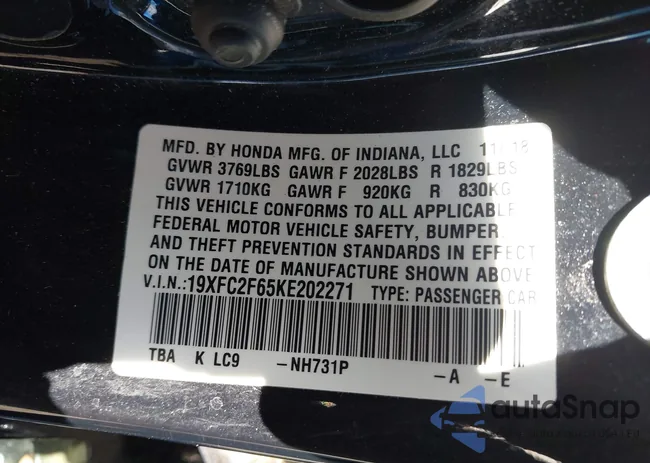 MFD. BY HONDA MFG. OF INDIANA, LLC 11/18
GVWR 3769LBS GAWR F 2028LBS R 1829LBS
GVWR 1710KG GAWR F 920KG R 830KG
THIS VEHICLE CONFORMS TO ALL APPLICABLE
FEDERAL MOTOR VEHICLE SAFETY, BUMPER
AND THEFT PREVENTION STANDARDS IN EFFECT
ON THE DATE OF MANUFACTURE SHOWN ABOVE
V.I.N.:19XFC2F65KE202271 TYPE: PASSENGER CAR
TBA K LC9 -NH731P -A -E
autoSnap